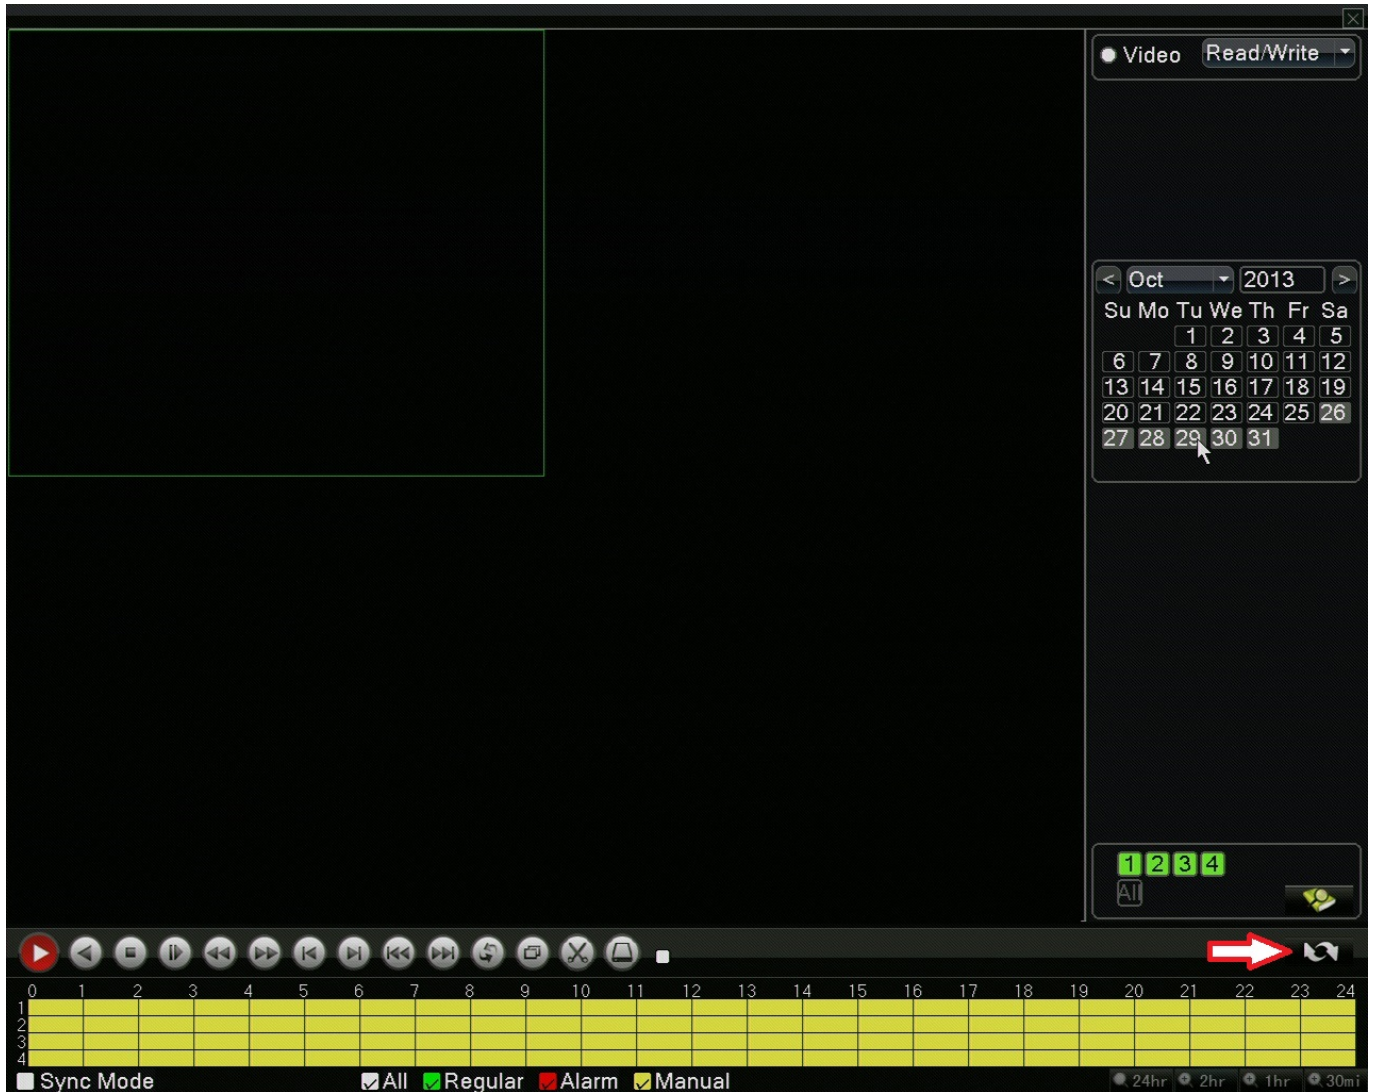 Video Read/Write
< Oct 2013 >
Su Mo Tu We Th Fr Sa
1 2 3 4 5
6 7 8 9 10 11 12
13 14 15 16 17 18 19
20 21 22 23 24 25 26
27 28 29 30 31
1 2 3 4
All
0 1 2 3 4 5 6 7 8 9 10 11 12 13 14 15 16 17 18 19 20 21 22 23 24
1
2
3
4
Sync Mode All Regular Alarm Manual 24hr 2hr 1hr 30mi